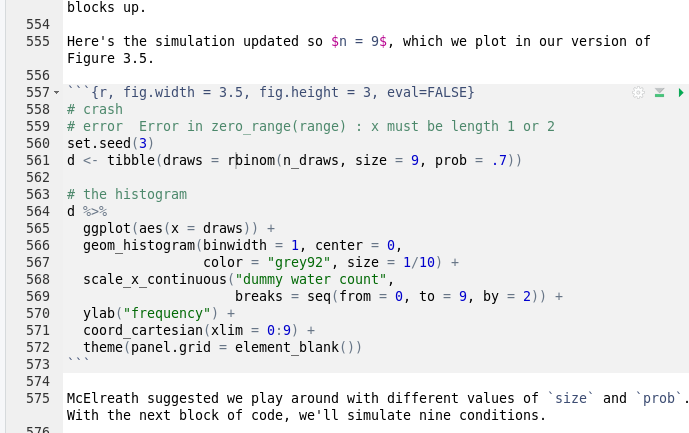 blocks up.
554
555 Here's the simulation updated so $n = 9$, which we plot in our version of
Figure 3.5.
556
557 ```{r, fig.width = 3.5, fig.height = 3, eval=FALSE}
558 # crash
559 # error  Error in zero_range(range) : x must be length 1 or 2
560 set.seed(3)
561 d <- tibble(draws = rbinom(n_draws, size = 9, prob = .7))
562
563 # the histogram
564 d %>%
565   ggplot(aes(x = draws)) +
566   geom_histogram(binwidth = 1, center = 0,
567                  color = "grey92", size = 1/10) +
568   scale_x_continuous("dummy water count",
569                      breaks = seq(from = 0, to = 9, by = 2)) +
570   ylab("frequency") +
571   coord_cartesian(xlim = 0:9) +
572   theme(panel.grid = element_blank())
573 ```
574
575 McElreath suggested we play around with different values of `size` and `prob`.
With the next block of code, we'll simulate nine conditions.
576